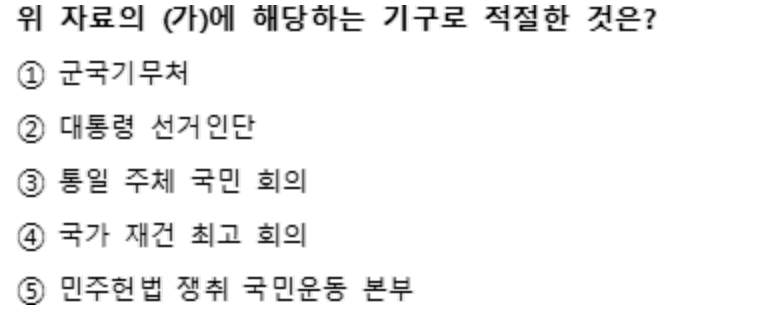 위 자료의 (가)에 해당하는 기구로 적절한 것은?
① 군국기무처
② 대통령 선거인단
③ 통일 주체 국민 회의
④ 국가 재건 최고 회의
⑤ 민주헌법 쟁취 국민운동 본부